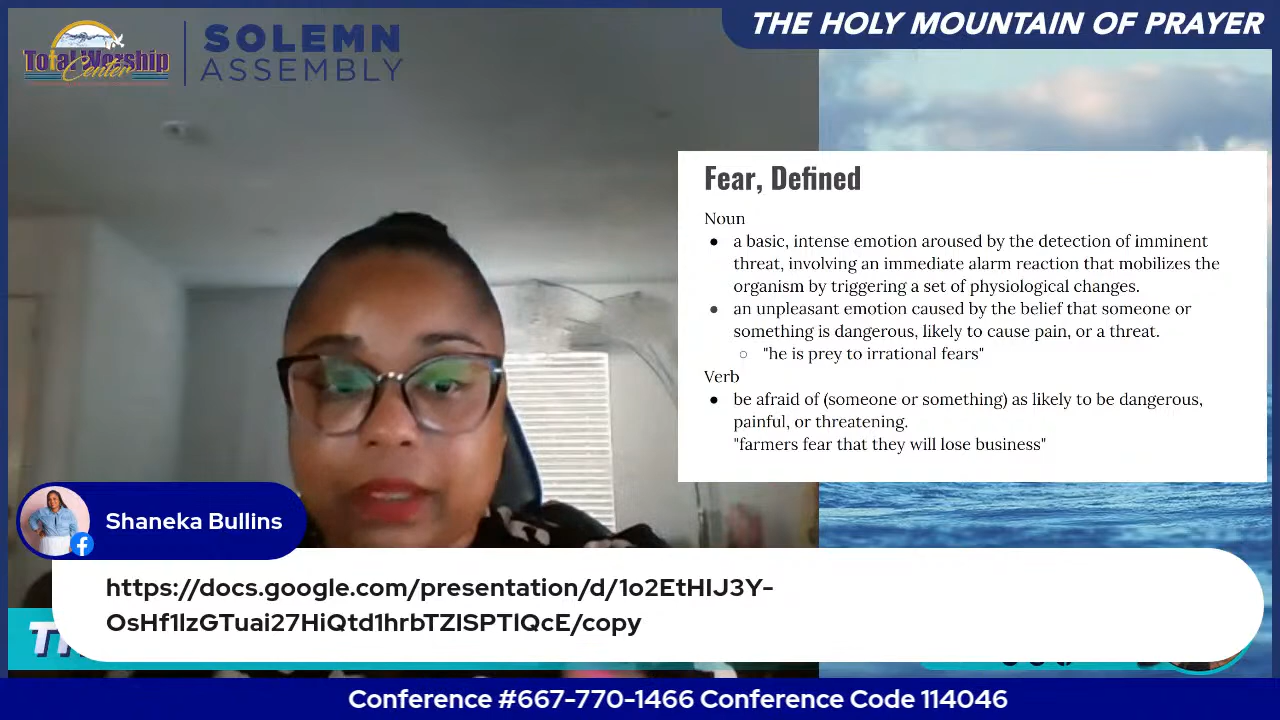 THE HOLY MOUNTAIN OF PRAYER
Total Worship
Center
SOLEMN
ASSEMBLY
Fear, Defined
Noun
● a basic, intense emotion aroused by the detection of imminent
threat, involving an immediate alarm reaction that mobilizes the
organism by triggering a set of physiological changes.
● an unpleasant emotion caused by the belief that someone or
something is dangerous, likely to cause pain, or a threat.
○ "he is prey to irrational fears"
Verb
● be afraid of (someone or something) as likely to be dangerous,
painful, or threatening.
"farmers fear that they will lose business"
Shaneka Bullins
https://docs.google.com/presentation/d/1o2EtHIJ3Y-
OsHf1lzGTuai27HiQtd1hrbTZISPTlQcE/copy
Conference #667-770-1466 Conference Code 114046